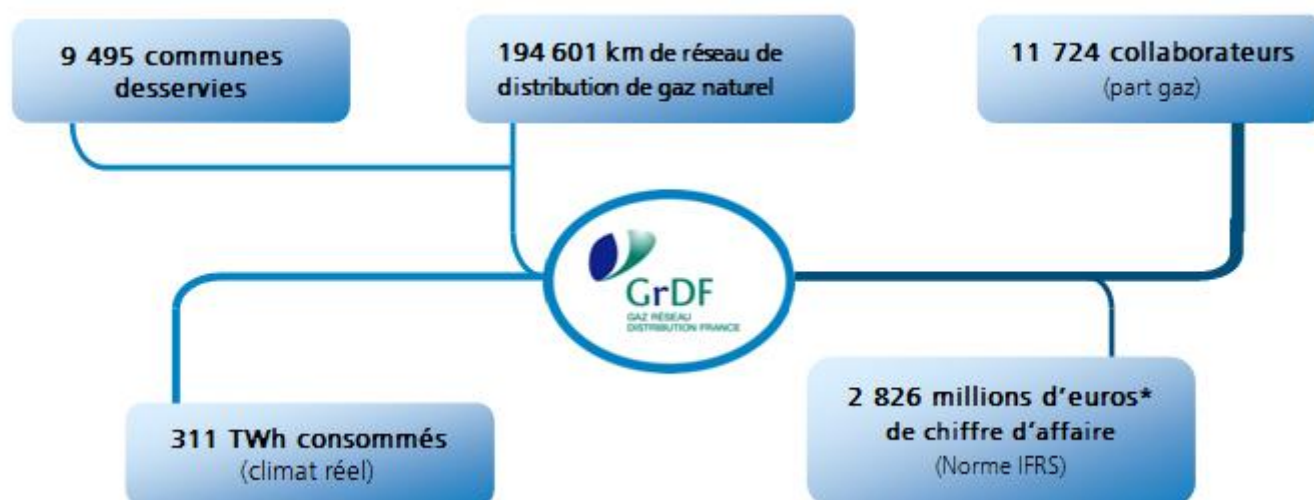 9 495 communes
desservies
194 601 km de réseau de
distribution de gaz naturel
11 724 collaborateurs
(part gaz)
GrDF
GAZ RÉSEAU
DISTRIBUTION FRANCE
311 TWh consommés
(climat réel)
2 826 millions d'euros*
de chiffre d'affaire
(Norme IFRS)